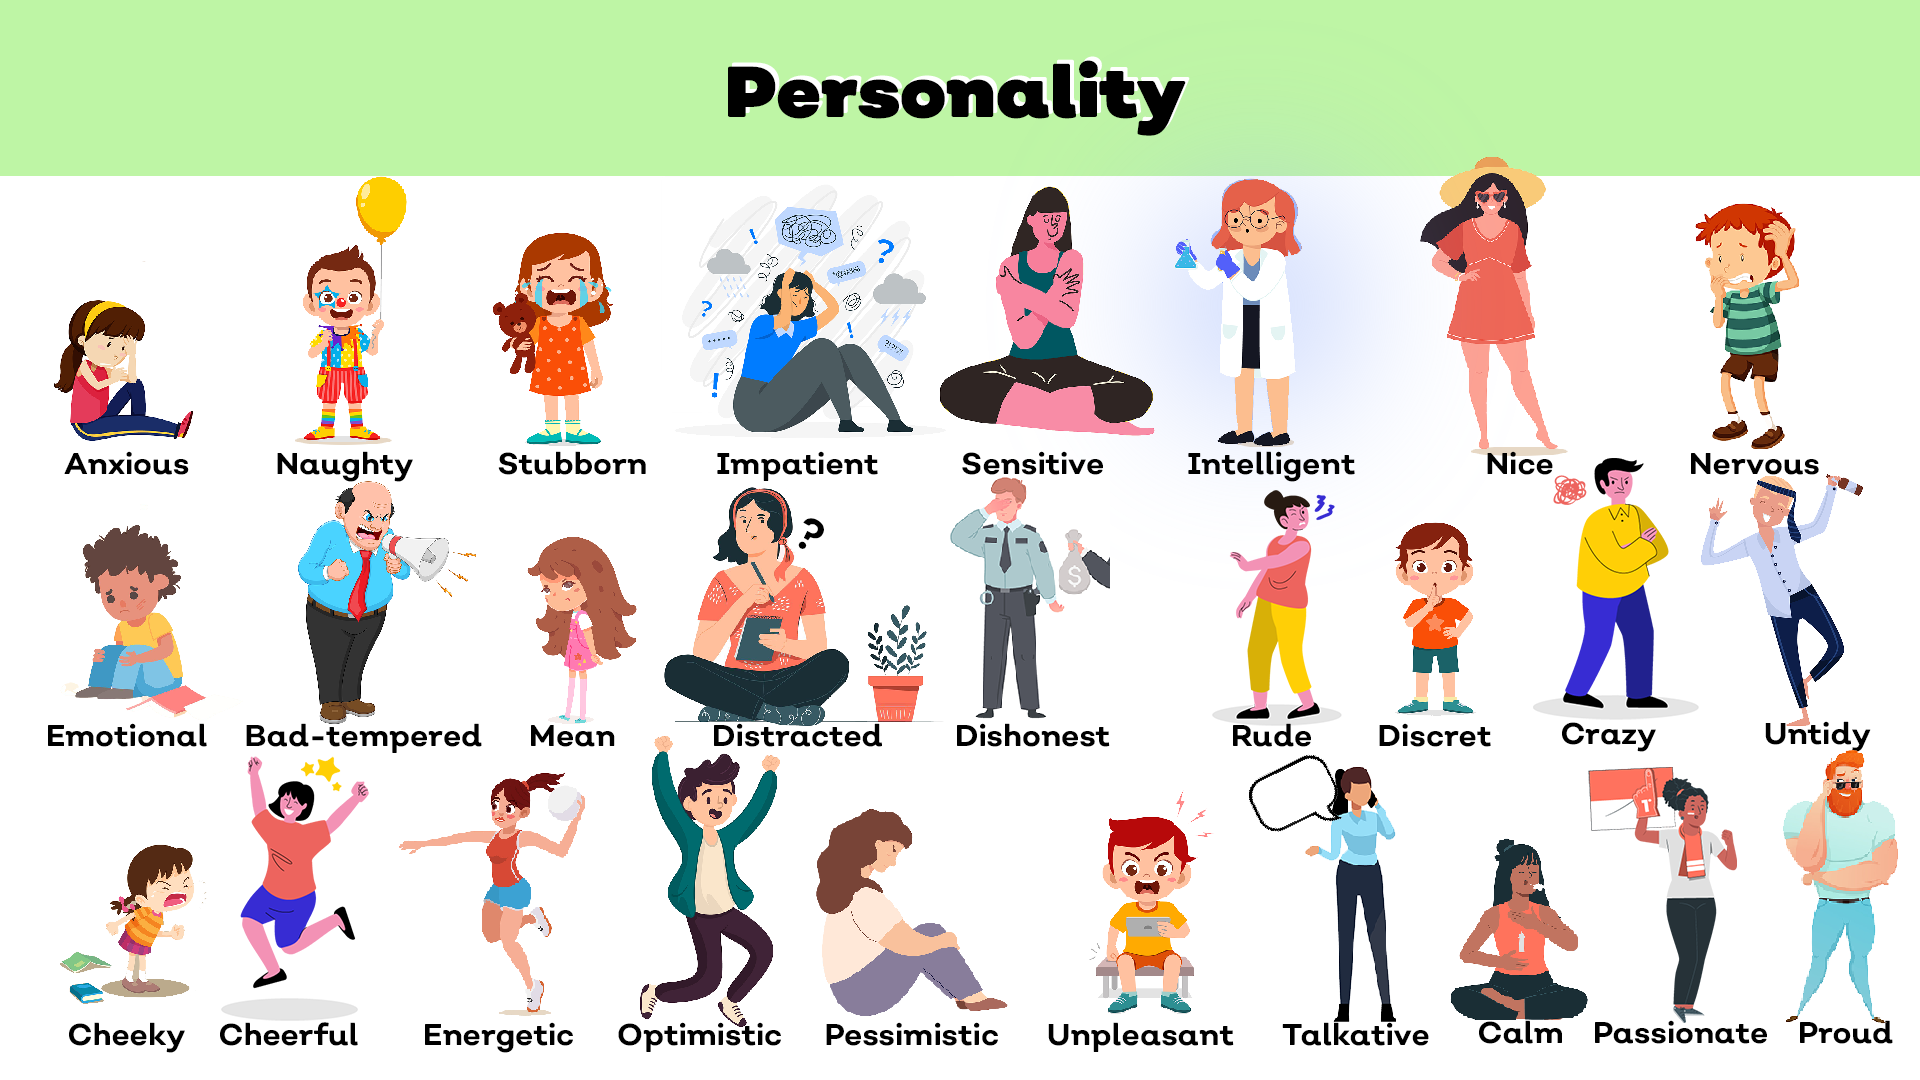 Personality
Anxious
Naughty
Stubborn
Impatient
Sensitive
Intelligent
Nice
Nervous
Emotional
Bad-tempered
Mean
Distracted
Dishonest
Rude
Discret
Crazy
Untidy
Cheeky
Cheerful
Energetic
Optimistic
Pessimistic
Unpleasant
Talkative
Calm
Passionate
Proud